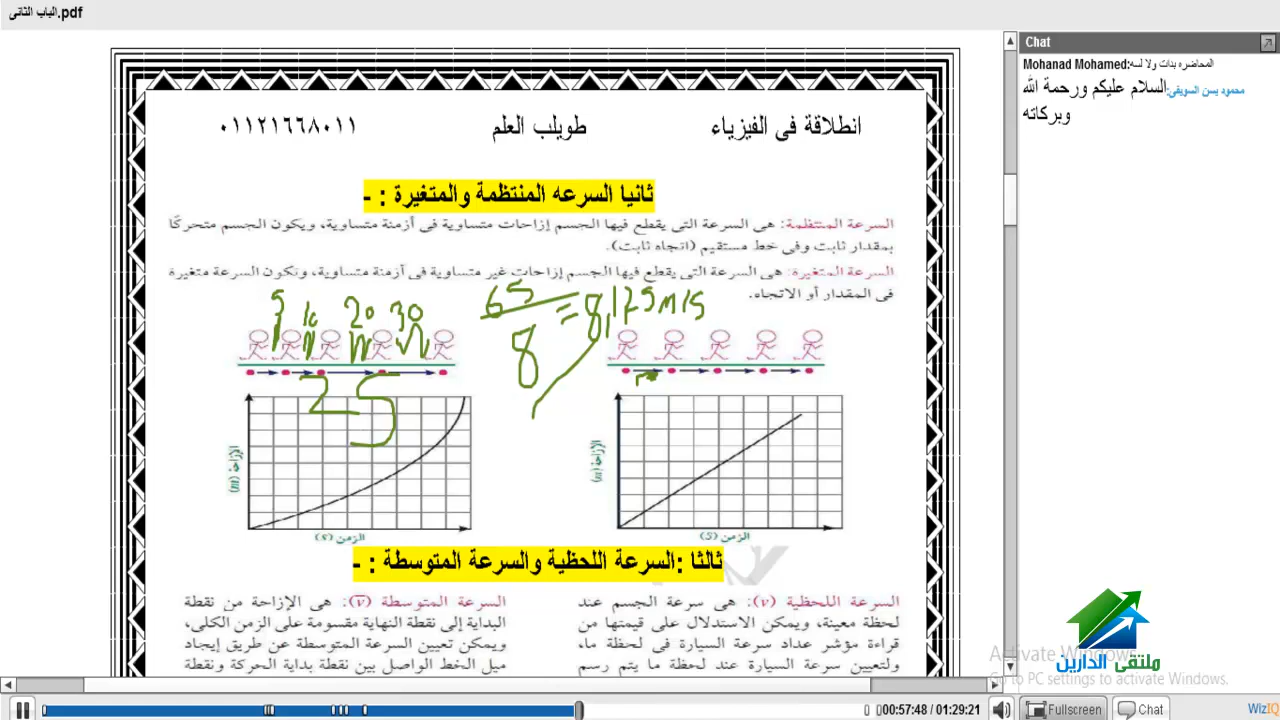 الباب الثانى.pdf
Chat
Mohanad Mohamed: المحاضره بدات ولا لسه
محمود يسن السويفى: السلام عليكم ورحمة الله
وبركاته
انطلاقة فى الفيزياء طويلب العلم ٠١١٢١٦٦٨٠١١
ثانيا السرعه المنتظمة والمتغيرة : -
السرعة المنتظمة: هى السرعة التى يقطع فيها الجسم إزاحات متساوية فى أزمنة متساوية، ويكون الجسم متحركًا
بمقدار ثابت وفى خط مستقيم (اتجاه ثابت).
السرعة المتغيرة: هى السرعة التى يقطع فيها الجسم إزاحات غير متساوية فى أزمنة متساوية، وتكون السرعة متغيرة
فى المقدار أو الاتجاه.
5 10 20 30
65
8
= 8,125 m/s
25
الإزاحة (m)
الزمن (s)
الإزاحة (m)
الزمن (S)
ثالثا :السرعة اللحظية والسرعة المتوسطة : -
السرعة اللحظية (v): هى سرعة الجسم عند
لحظة معينة، ويمكن الاستدلال على قيمتها من
قراءة مؤشر عداد سرعة السيارة فى لحظة ما،
ولتعيين سرعة السيارة عند لحظة ما يتم رسم
السرعة المتوسطة (v̅): هى الإزاحة من نقطة
البداية إلى نقطة النهاية مقسومة على الزمن الكلى،
ويمكن تعيين السرعة المتوسطة عن طريق إيجاد
ميل الخط الواصل بين نقطة بداية الحركة ونقطة
ملتقى الدارين
Activate Windows
Go to PC settings to activate Windows.
00:57:48 / 01:29:21
Fullscreen
Chat
WizIQ